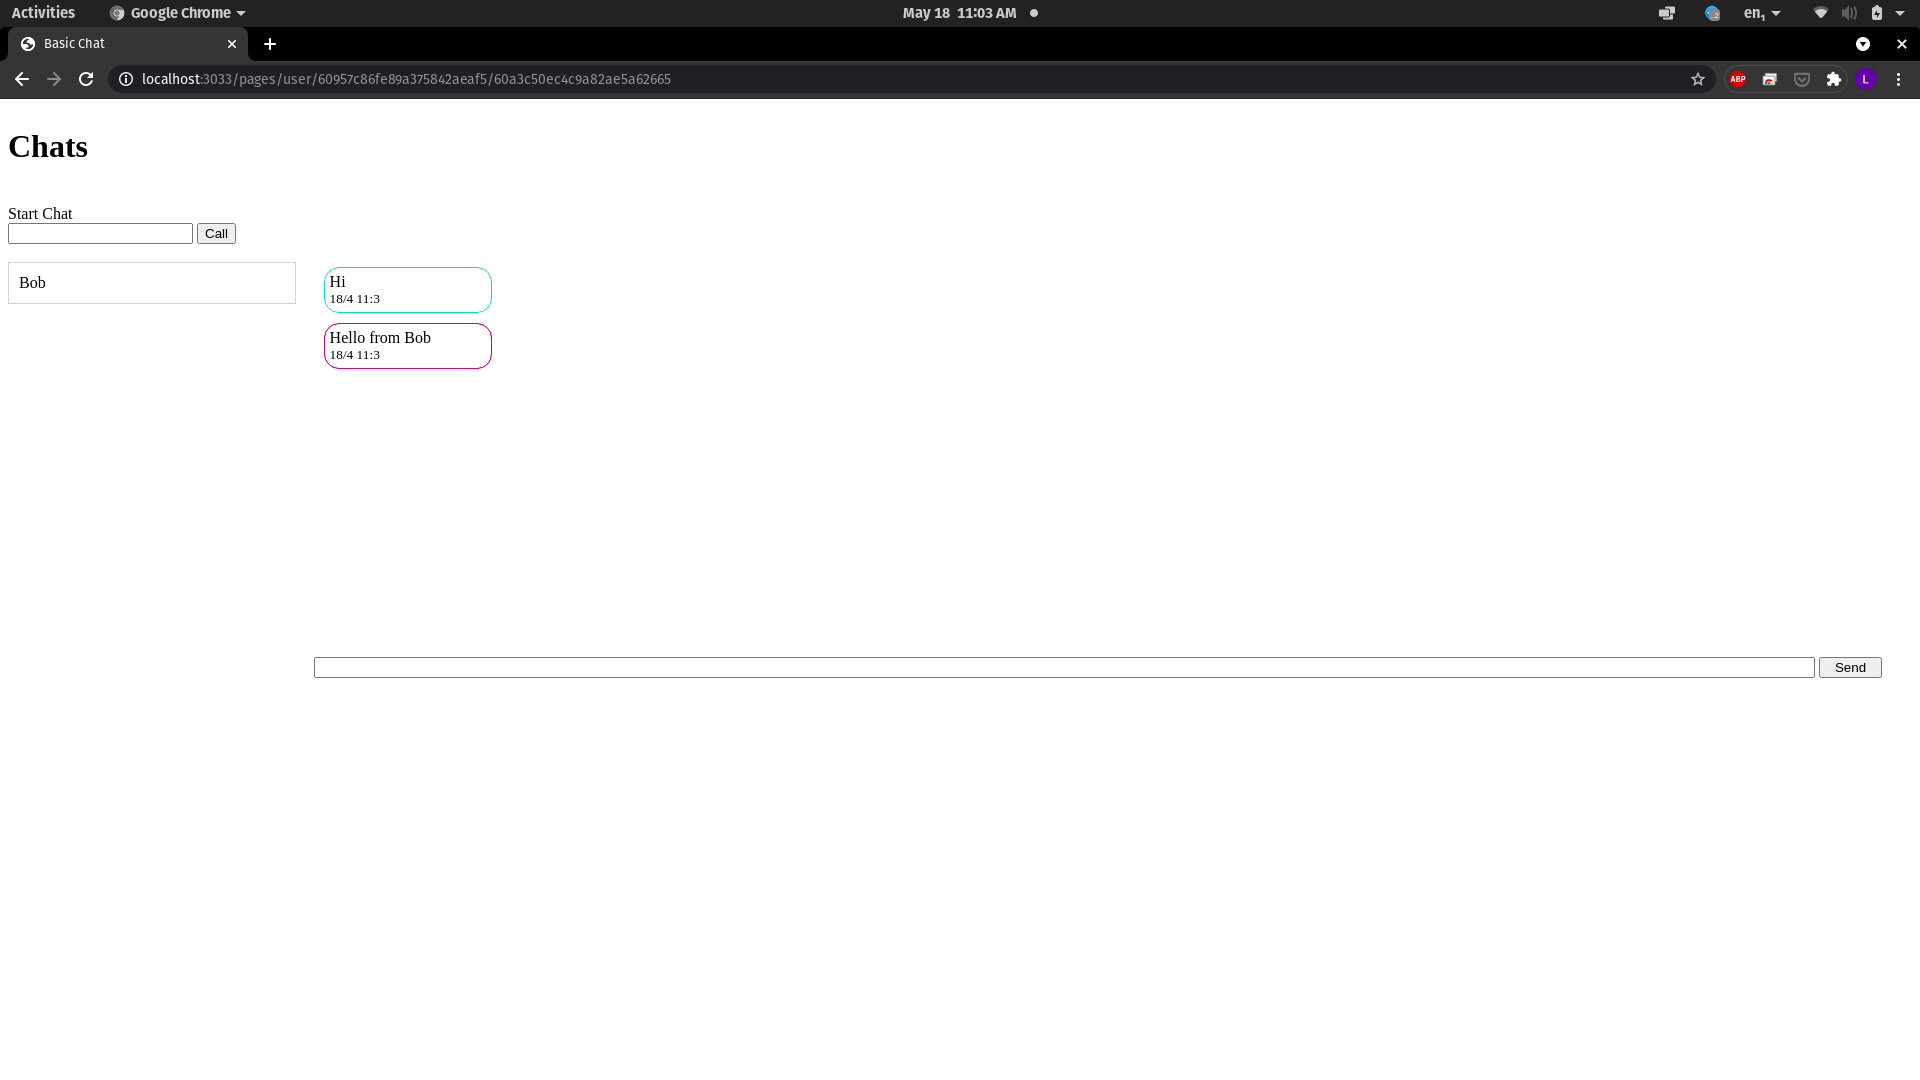 Activities
Google Chrome
May 18 11:03 AM
en1
Basic Chat
localhost:3033/pages/user/60957c86fe89a375842aeaf5/60a3c50ec4c9a82ae5a62665
ABP
L
Chats
Start Chat
Call
Bob
Hi
18/4 11:3
Hello from Bob
18/4 11:3
Send